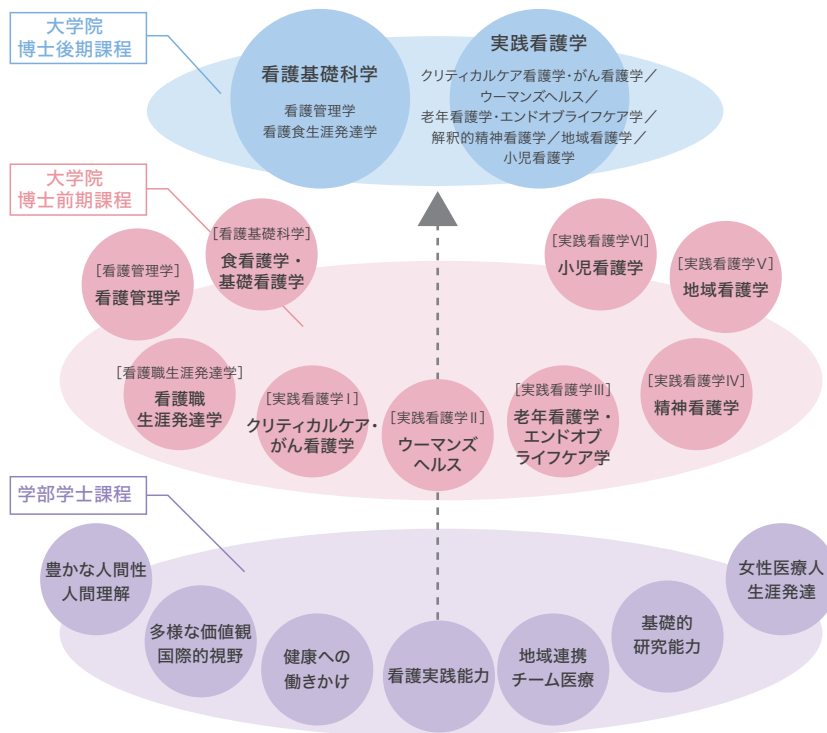 大学院
博士後期課程
看護基礎科学
看護管理学
看護食生涯発達学
実践看護学
クリティカルケア看護学・がん看護学／
ウーマンズヘルス／
老年看護学・エンドオブライフケア学／
解釈的精神看護学／地域看護学／
小児看護学
大学院
博士前期課程
[看護管理学]
看護管理学
[看護基礎科学]
食看護学・
基礎看護学
[実践看護学Ⅵ]
小児看護学
[実践看護学Ⅴ]
地域看護学
[看護職生涯発達学]
看護職
生涯発達学
[実践看護学Ⅰ]
クリティカルケア・
がん看護学
[実践看護学Ⅱ]
ウーマンズ
ヘルス
[実践看護学Ⅲ]
老年看護学・
エンドオブ
ライフケア学
[実践看護学Ⅳ]
精神看護学
学部学士課程
豊かな人間性
人間理解
多様な価値観
国際的視野
健康への
働きかけ
看護実践能力
地域連携
チーム医療
基礎的
研究能力
女性医療人
生涯発達